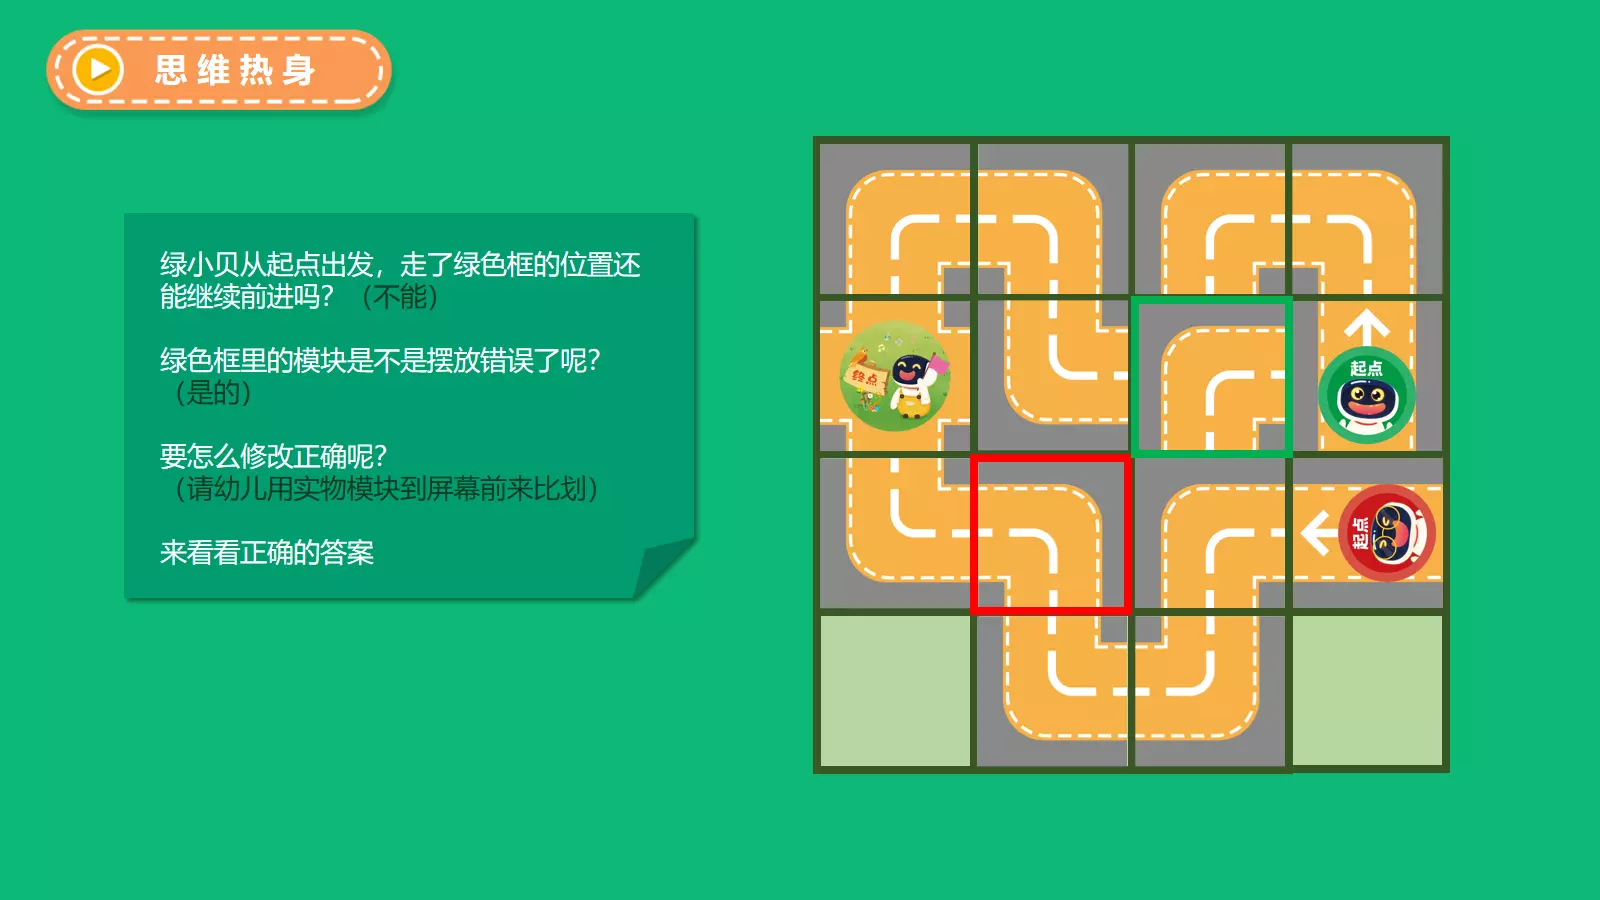 思维热身
绿小贝从起点出发，走了绿色框的位置还
能继续前进吗？（不能）
绿色框里的模块是不是摆放错误了呢？
（是的）
要怎么修改正确呢？
（请幼儿用实物模块到屏幕前来比划）
来看看正确的答案
终点
起点
起点